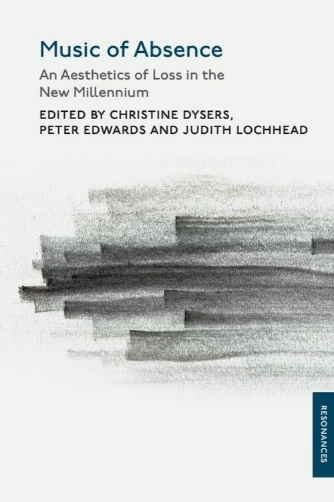 Music of Absence
An Aesthetics of Loss in the
New Millennium
EDITED BY CHRISTINE DYSERS,
PETER EDWARDS AND JUDITH LOCHHEAD
RESONANCES